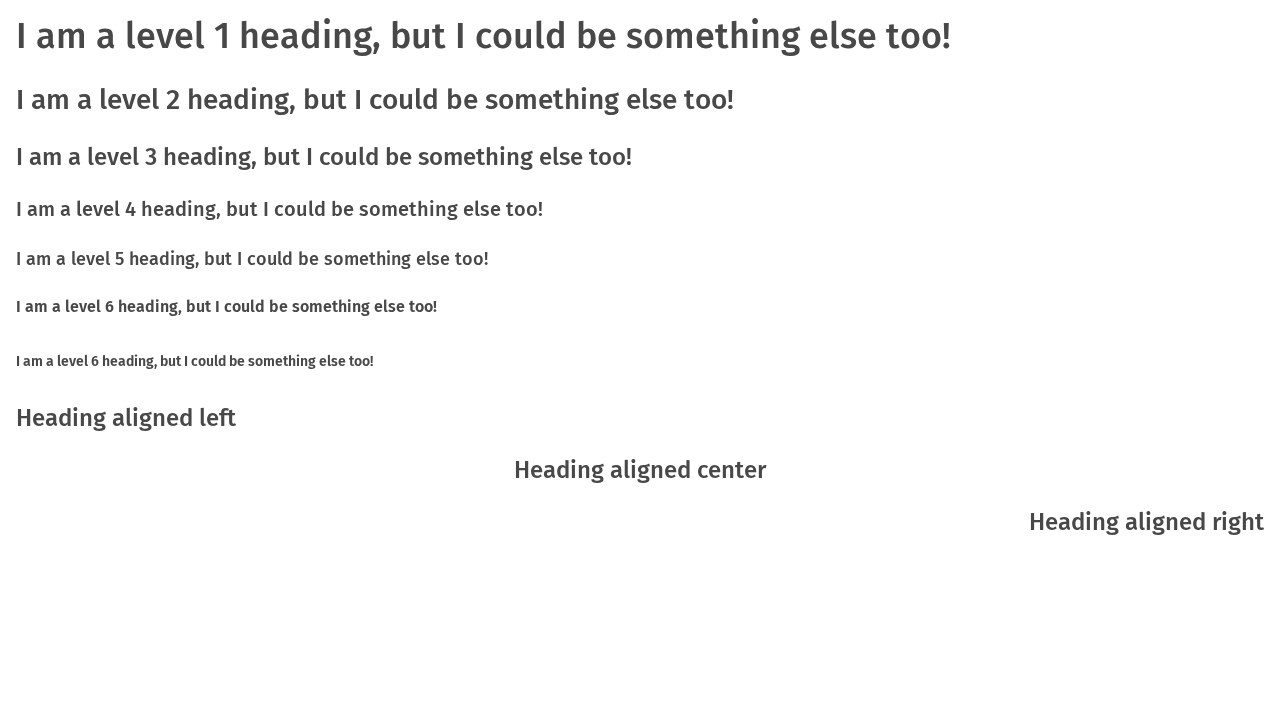 I am a level 1 heading, but I could be something else too!
I am a level 2 heading, but I could be something else too!
I am a level 3 heading, but I could be something else too!
I am a level 4 heading, but I could be something else too!
I am a level 5 heading, but I could be something else too!
I am a level 6 heading, but I could be something else too!
I am a level 6 heading, but I could be something else too!
Heading aligned left
Heading aligned center
Heading aligned right